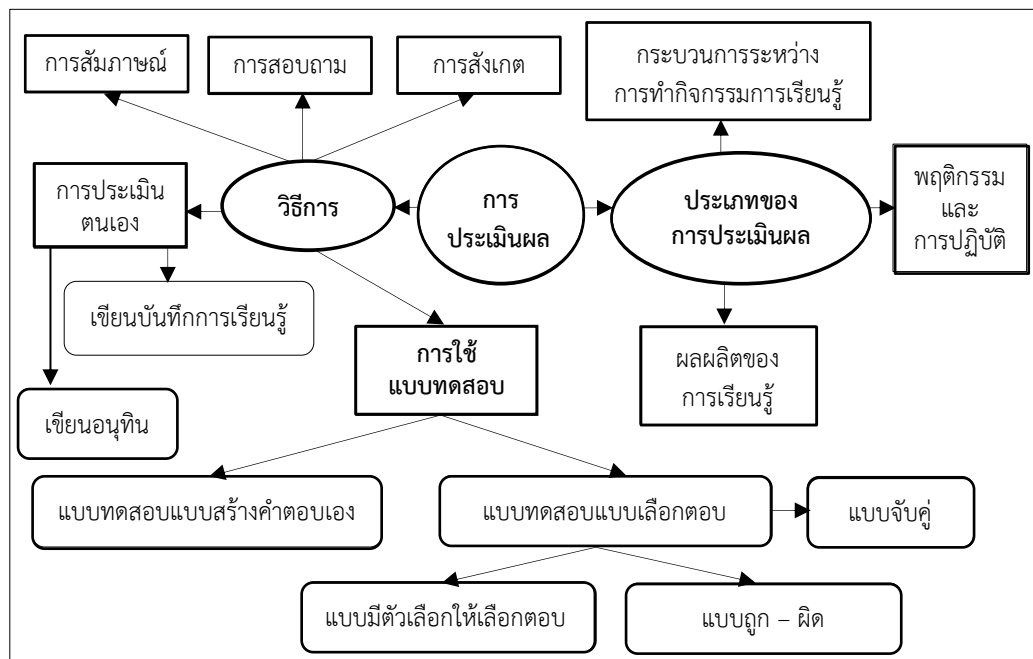 การสัมภาษณ์
การสอบถาม
การสังเกต
กระบวนการระหว่าง
การทำกิจกรรมการเรียนรู้
การประเมิน
ตนเอง
วิธีการ
การ
ประเมินผล
ประเภทของ
การประเมินผล
พฤติกรรม
และ
การปฏิบัติ
เขียนบันทึกการเรียนรู้
การใช้
แบบทดสอบ
ผลผลิตของ
การเรียนรู้
เขียนอนุทิน
แบบทดสอบแบบสร้างคำตอบเอง
แบบทดสอบแบบเลือกตอบ
แบบจับคู่
แบบมีตัวเลือกให้เลือกตอบ
แบบถูก – ผิด